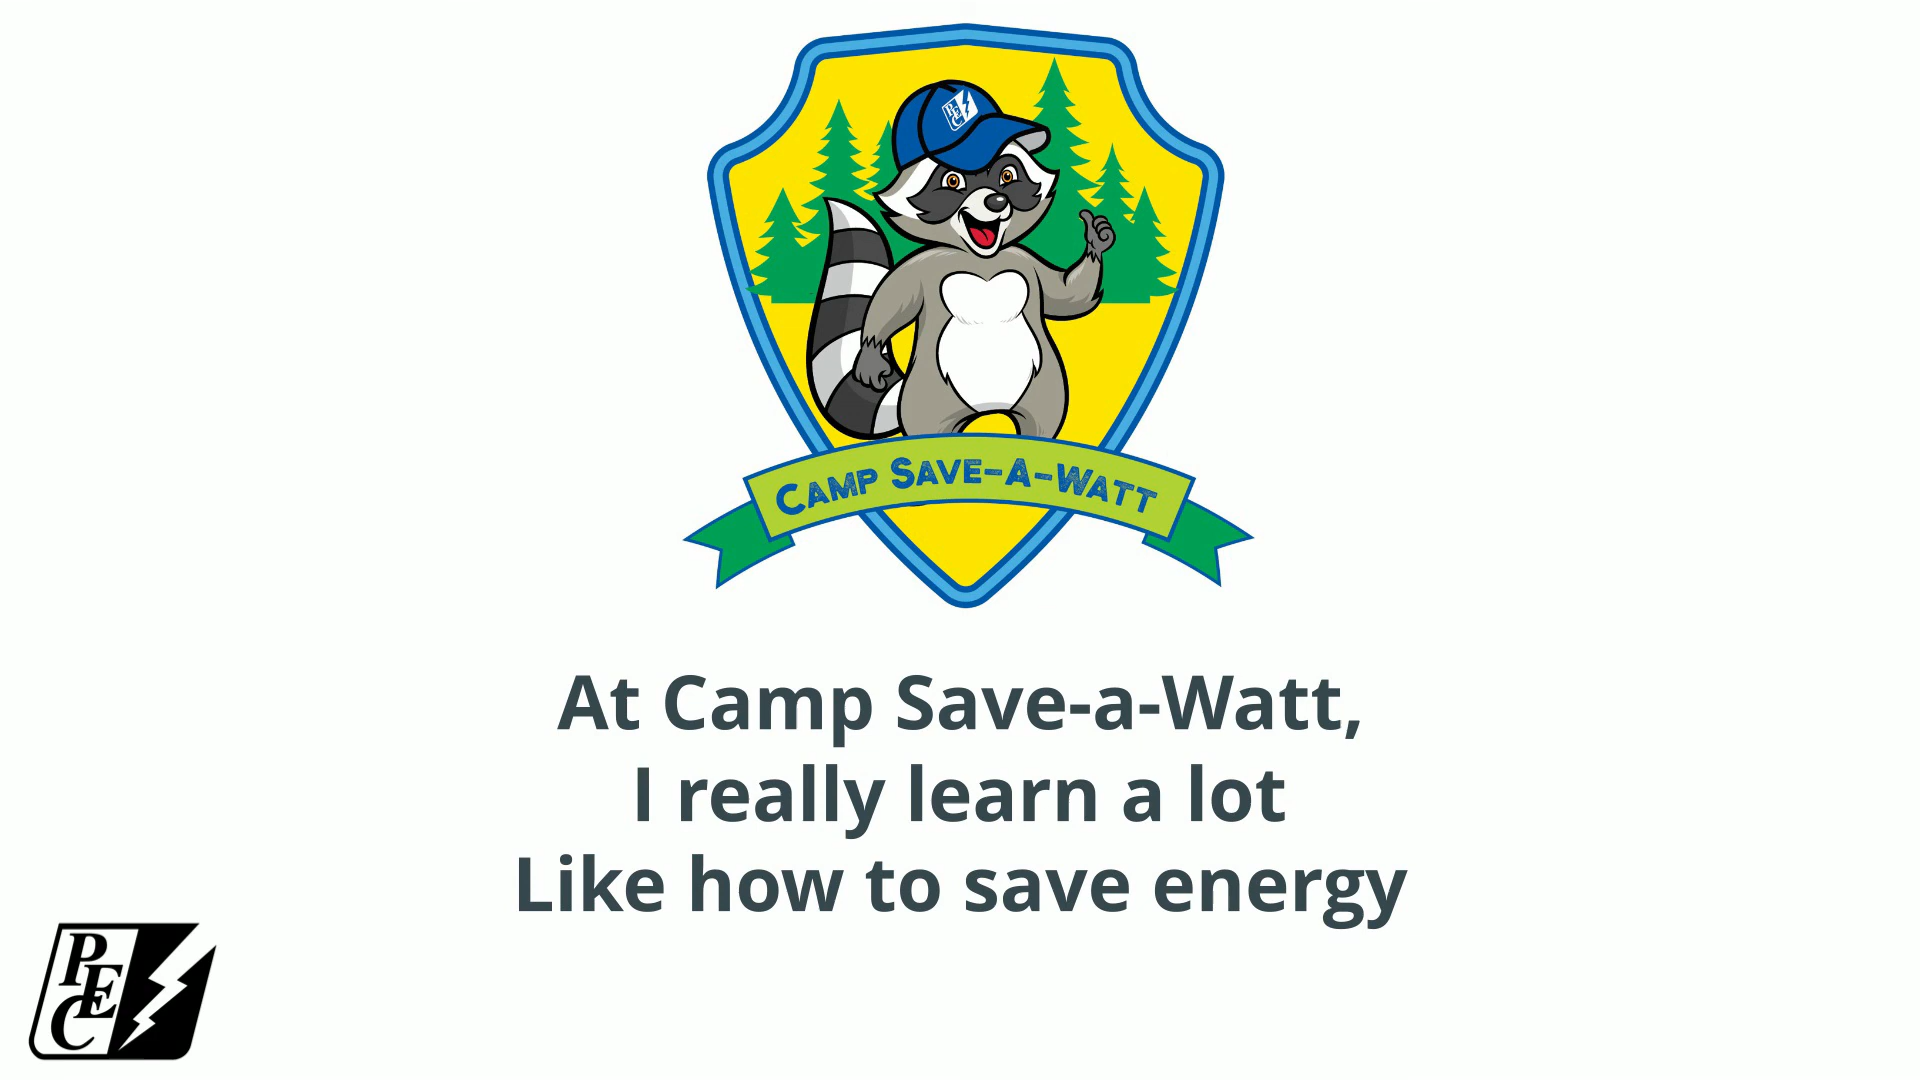 PEC
Camp Save-a-Watt
At Camp Save-a-Watt,
I really learn a lot
Like how to save energy
PEC